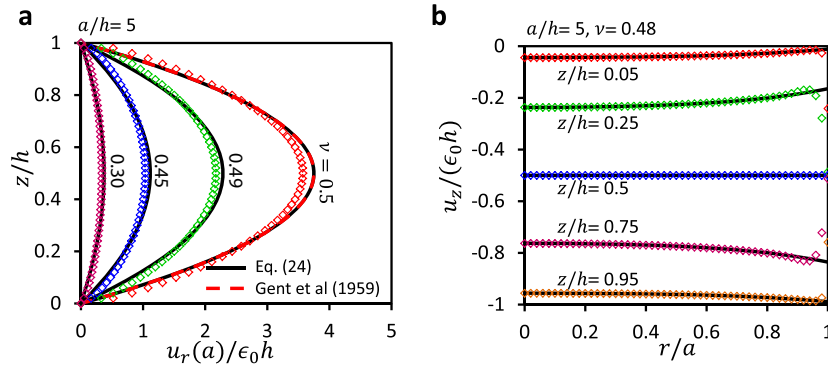 a
a/h= 5
z/h
1
0.8
0.6
0.4
0.2
0
0.30
0.45
0.49
ν = 0.5
Eq. (24)
Gent et al (1959)
0 1 2 3 4 5
u_r(a)/ϵ_0h
b
a/h= 5, ν= 0.48
u_z/(ϵ_0h)
0
-0.2
-0.4
-0.6
-0.8
-1
z/h= 0.05
z/h= 0.25
z/h= 0.5
z/h= 0.75
z/h= 0.95
0 0.2 0.4 0.6 0.8 1
r/a